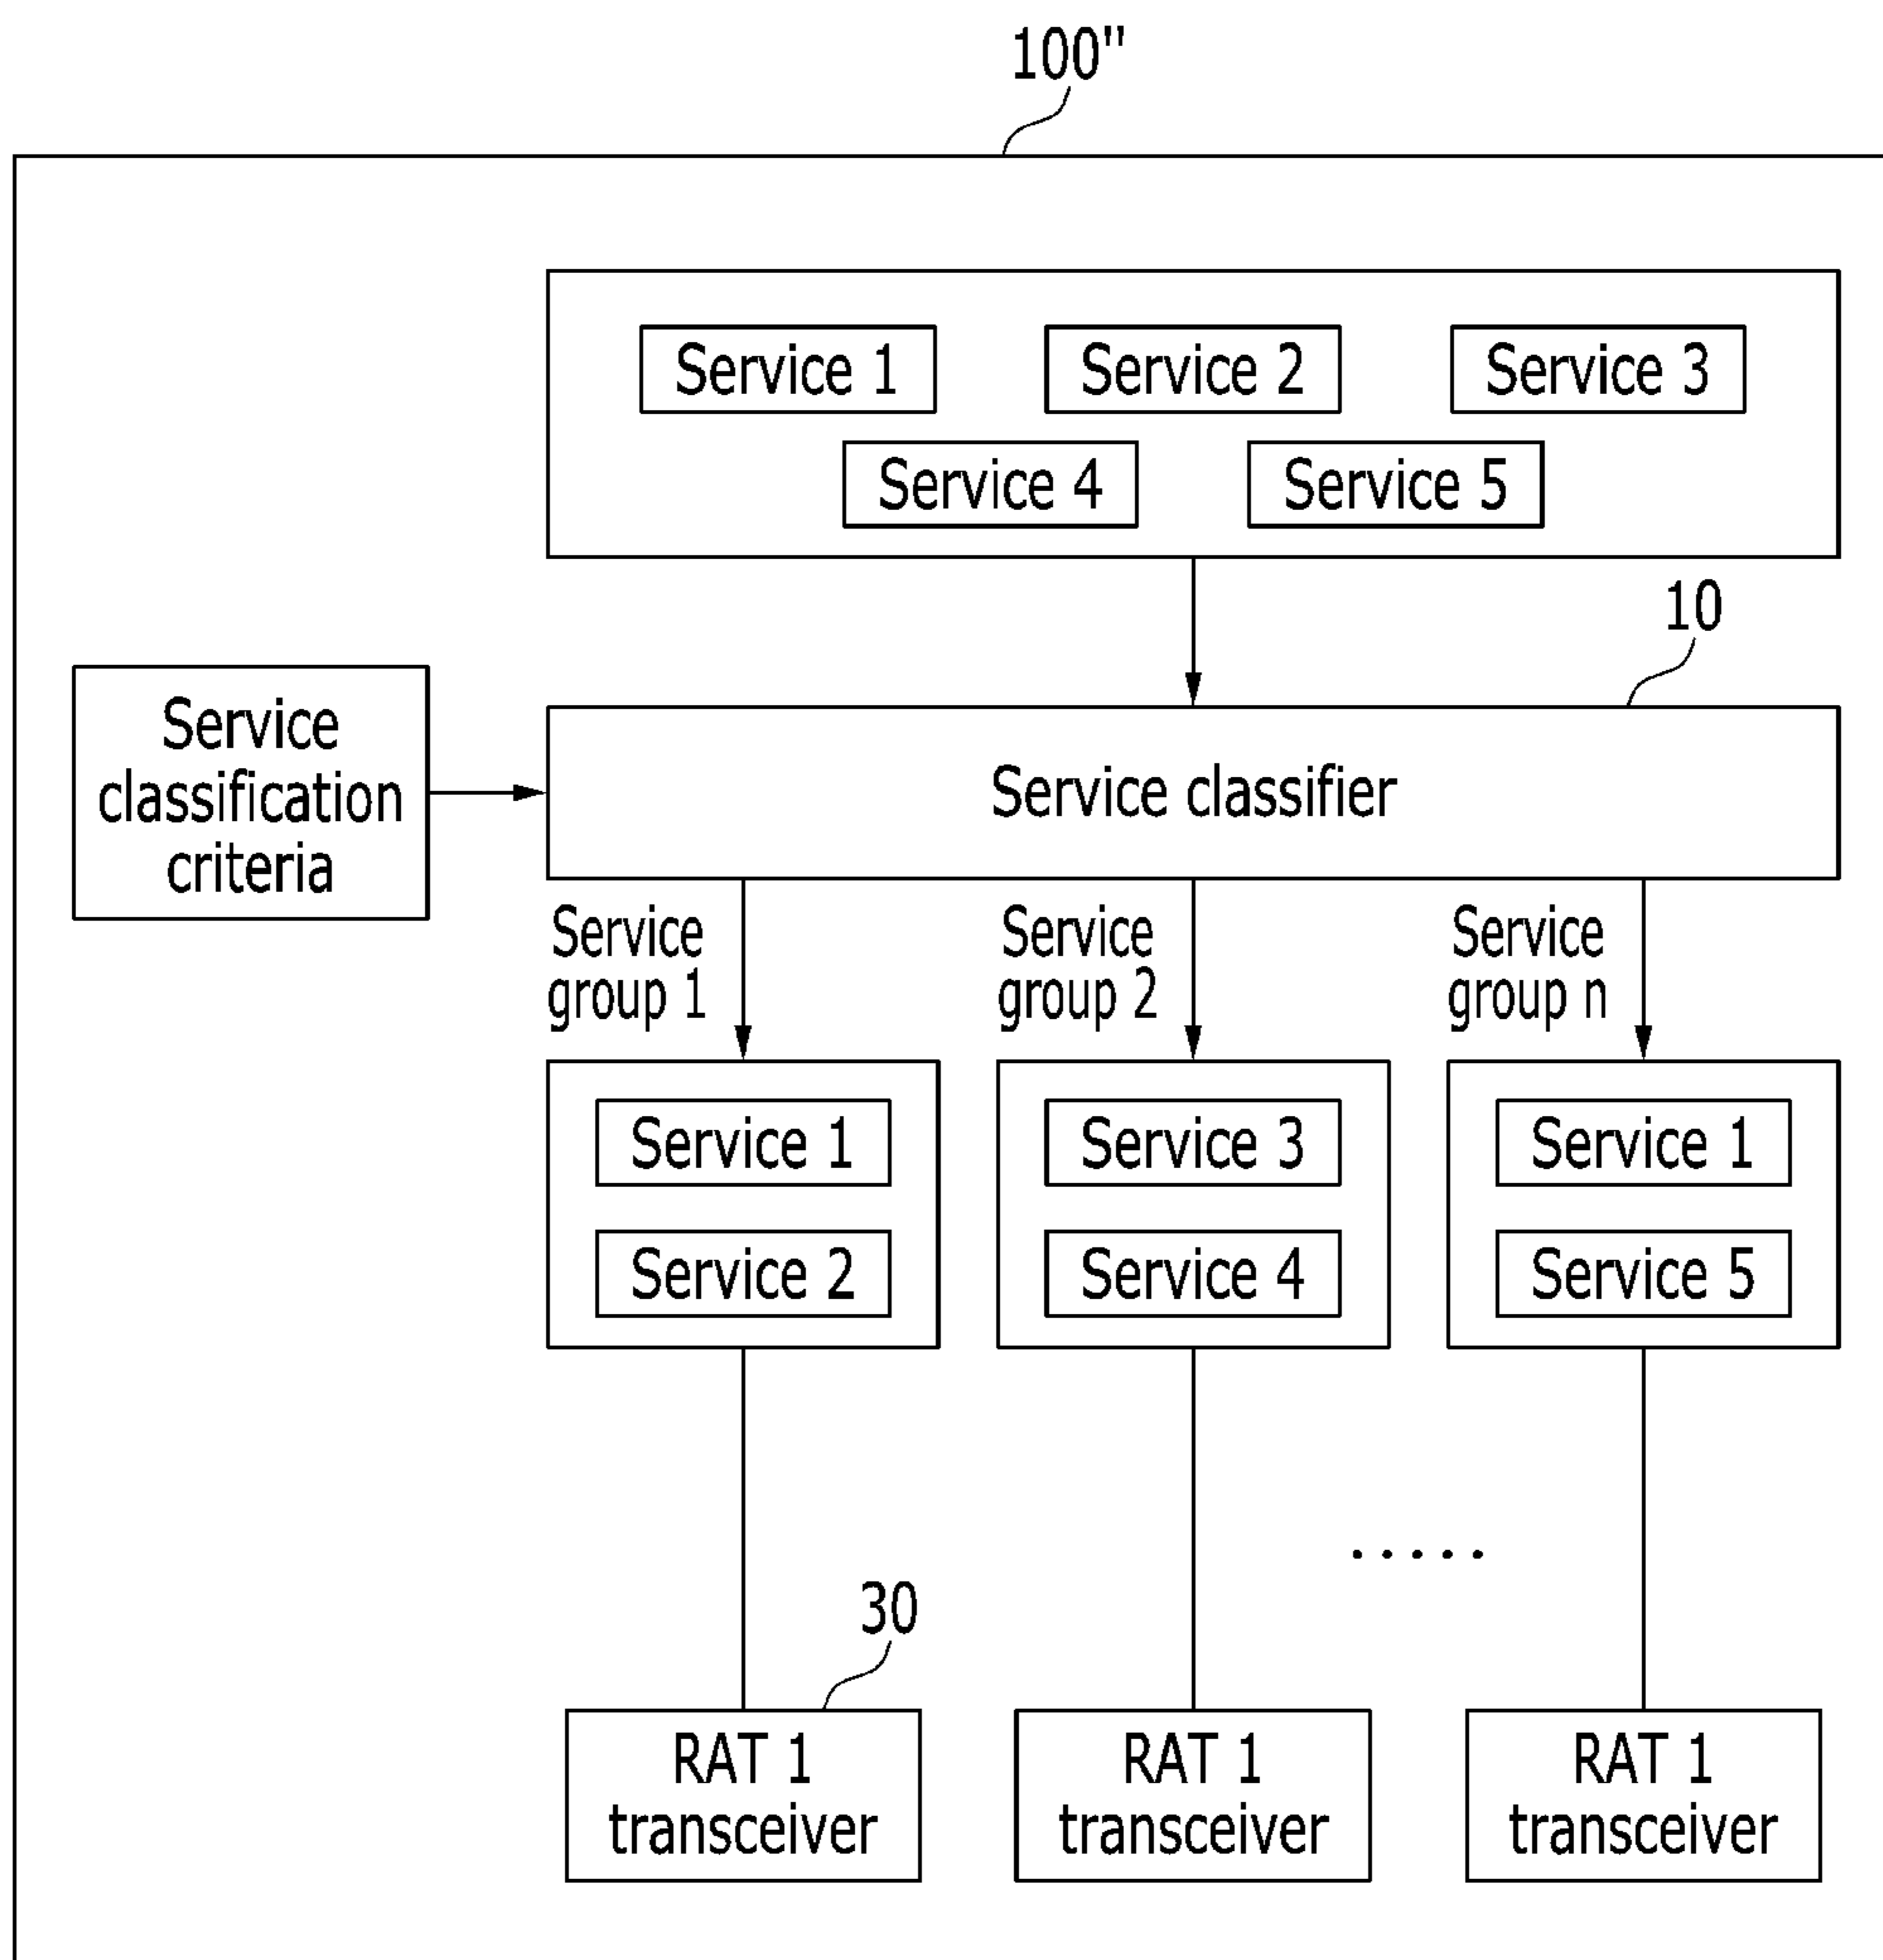 100"
Service 1
Service 2
Service 3
Service 4
Service 5
10
Service
classification
criteria
Service classifier
Service
group 1
Service
group 2
Service
group n
Service 1
Service 2
Service 3
Service 4
Service 1
Service 5
30
RAT 1
transceiver
RAT 1
transceiver
RAT 1
transceiver